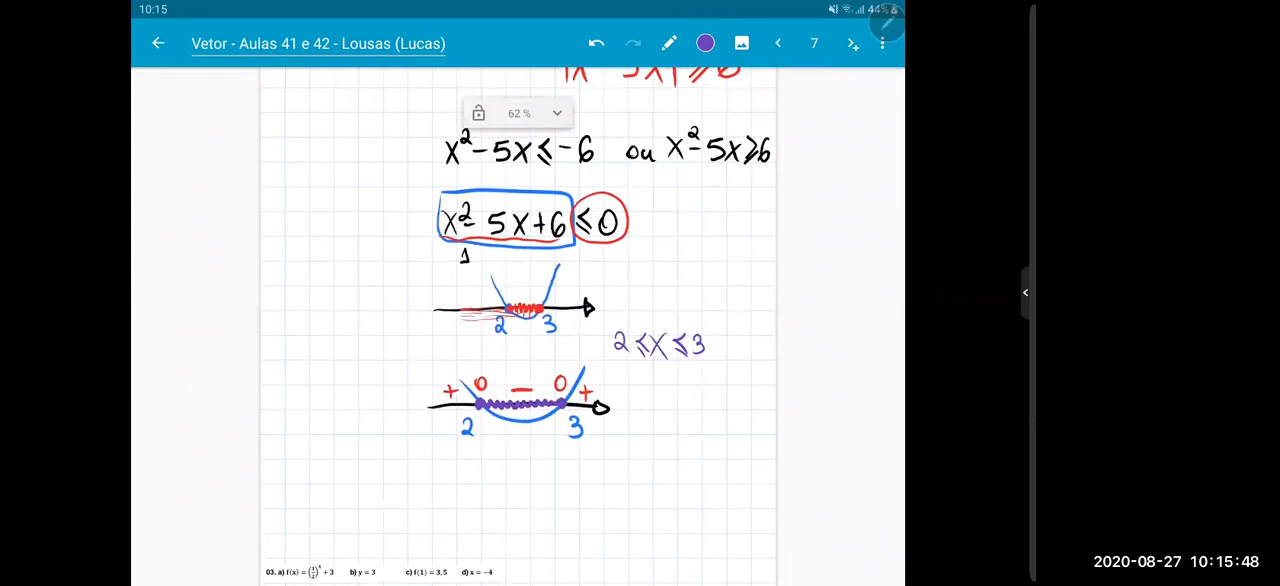 10:15
44%
Vetor - Aulas 41 e 42 - Lousas (Lucas)
7
62 %
x² - 5x ≤ -6 ou x² - 5x ≥ 6
x² - 5x + 6 ≤ 0
1
2 3
2 ≤ x ≤ 3
+ 0 - 0 +
2 3
03. a) f(x) = (1/2)^x + 3 b) y = 3 c) f(1) = 3,5 d) x = -4
2020-08-27 10:15:48